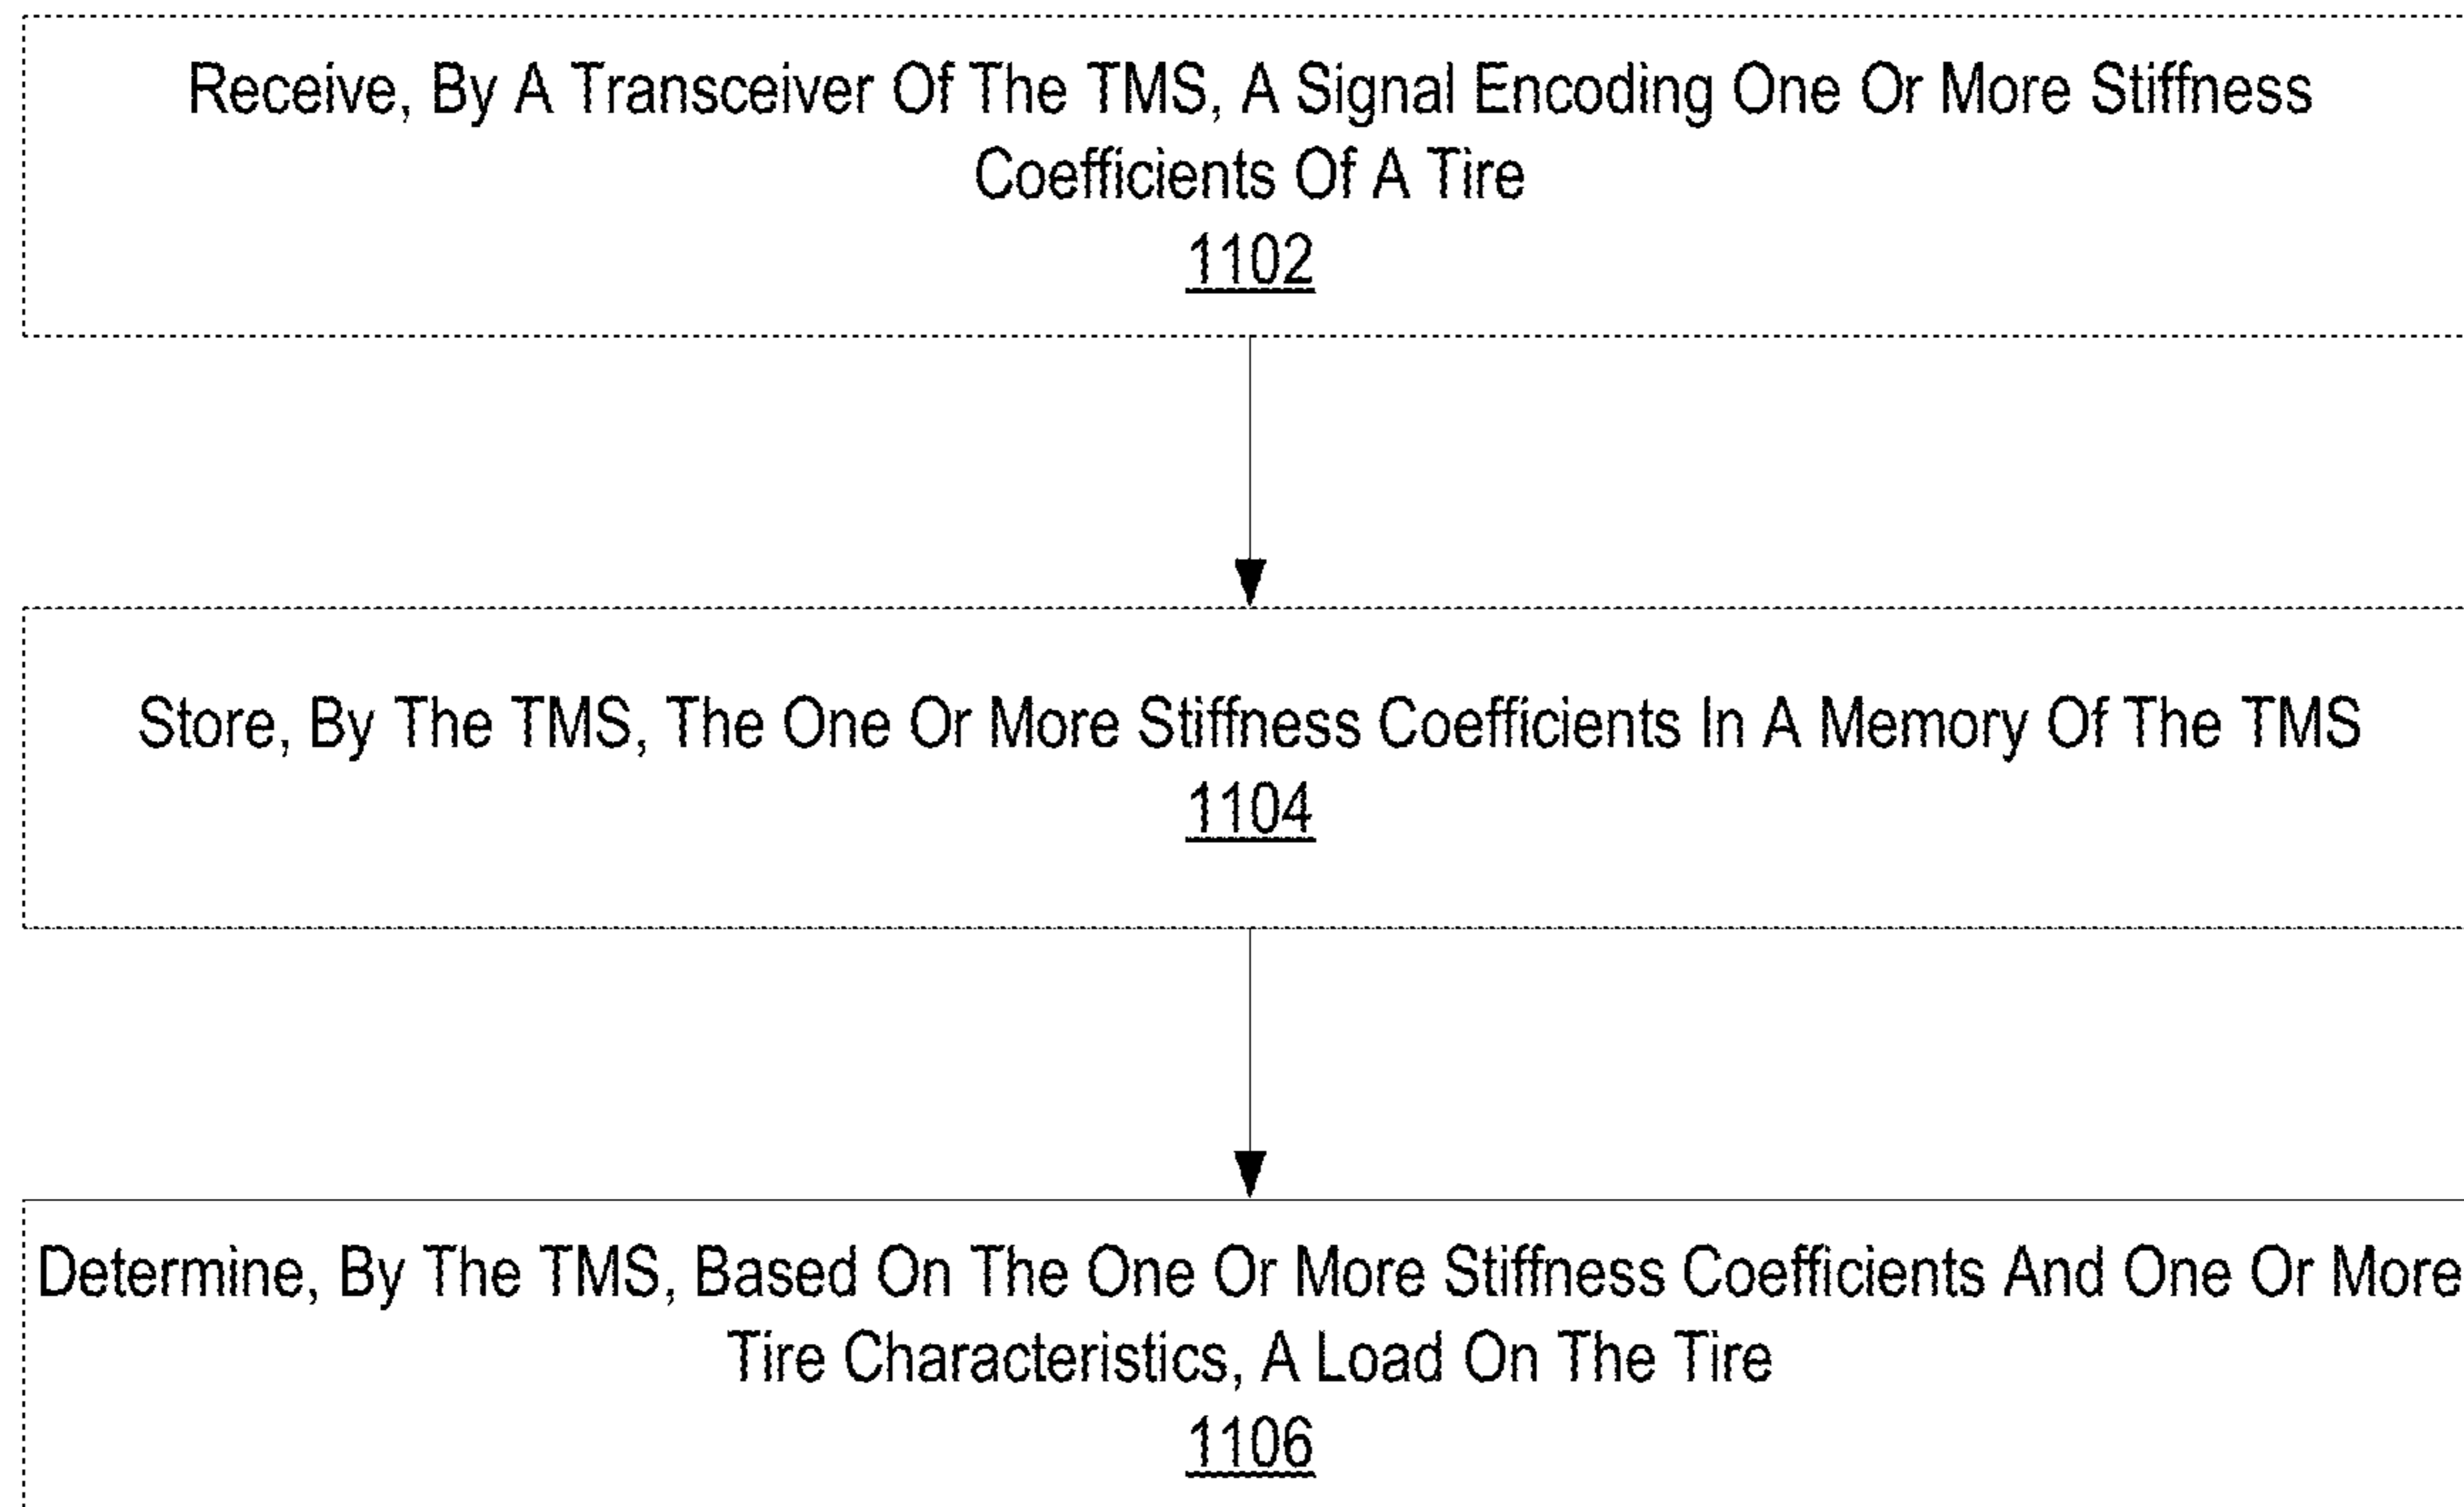 Receive, By A Transceiver Of The TMS, A Signal Encoding One Or More Stiffness
Coefficients Of A Tire
1102
Store, By The TMS, The One Or More Stiffness Coefficients In A Memory Of The TMS
1104
Determine, By The TMS, Based On The One Or More Stiffness Coefficients And One Or More
Tire Characteristics, A Load On The Tire
1106